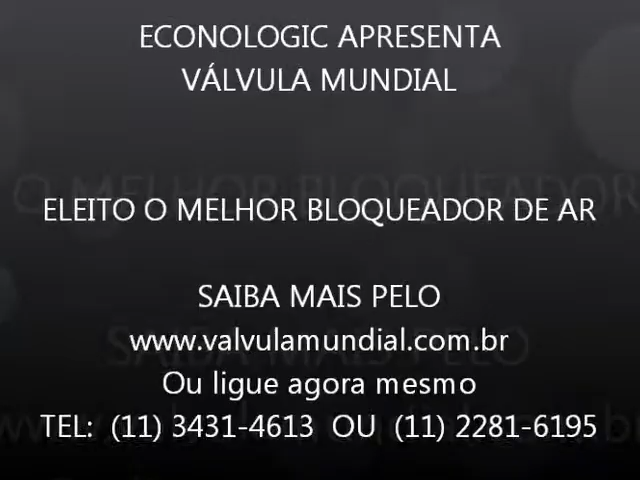 ECONOLOGIC APRESENTA
VÁLVULA MUNDIAL
ELEITO O MELHOR BLOQUEADOR DE AR
SAIBA MAIS PELO
www.valvulamundial.com.br
Ou ligue agora mesmo
TEL: (11) 3431-4613 OU (11) 2281-6195